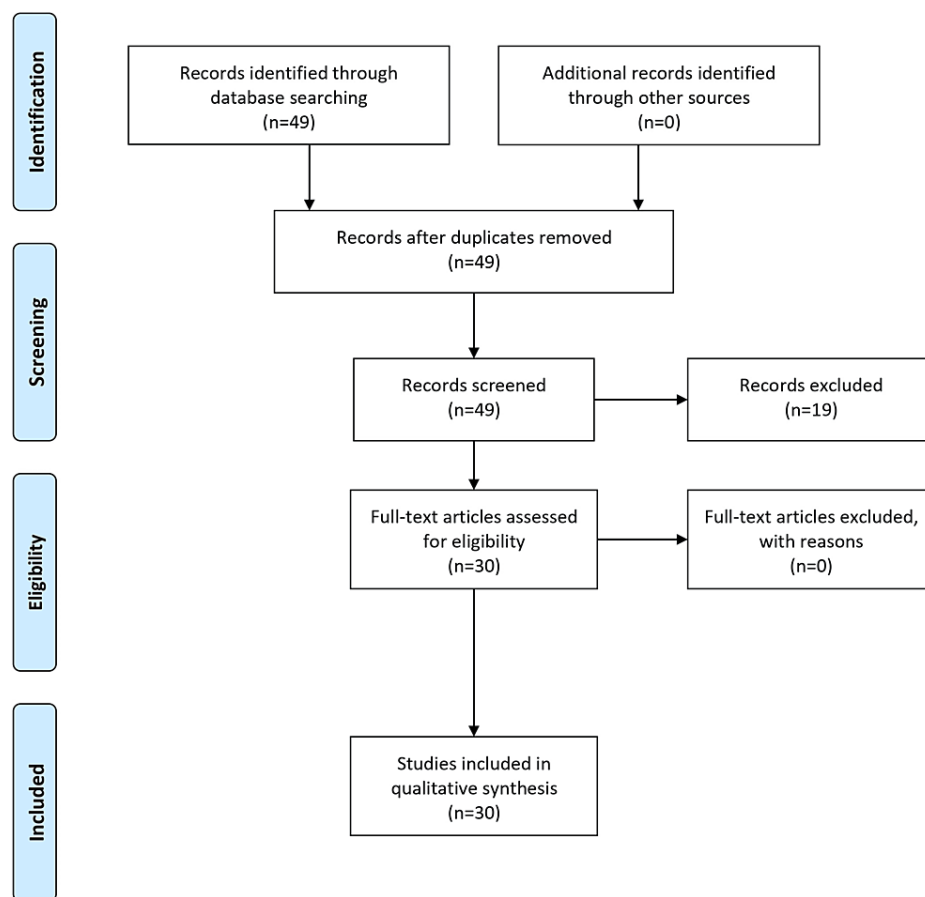 Identification
Records identified through
database searching
(n=49)
Additional records identified
through other sources
(n=0)
Records after duplicates removed
(n=49)
Screening
Records screened
(n=49)
Records excluded
(n=19)
Eligibility
Full-text articles assessed
for eligibility
(n=30)
Full-text articles excluded,
with reasons
(n=0)
Included
Studies included in
qualitative synthesis
(n=30)